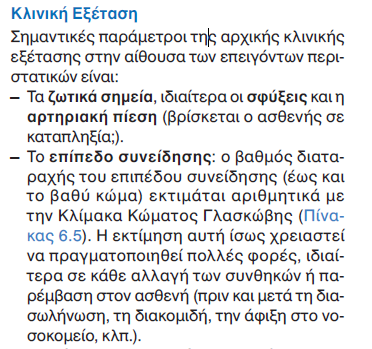 Κλινική Εξέταση
Σημαντικές παράμετροι της αρχικής κλινικής
εξέτασης στην αίθουσα των επειγόντων περι-
στατικών είναι:
– Τα ζωτικά σημεία, ιδιαίτερα οι σφύξεις και η
αρτηριακή πίεση (βρίσκεται ο ασθενής σε
καταπληξία;).
– Το επίπεδο συνείδησης: ο βαθμός διατα-
ραχής του επιπέδου συνείδησης (έως και
το βαθύ κώμα) εκτιμάται αριθμητικά με
την Κλίμακα Κώματος Γλασκώβης (Πίνα-
κας 6.5). Η εκτίμηση αυτή ίσως χρειαστεί
να πραγματοποιηθεί πολλές φορές, ιδιαί-
τερα σε κάθε αλλαγή των συνθηκών ή πα-
ρέμβαση στον ασθενή (πριν και μετά τη δια-
σωλήνωση, τη διακομιδή, την άφιξη στο νο-
σοκομείο, κλπ.).